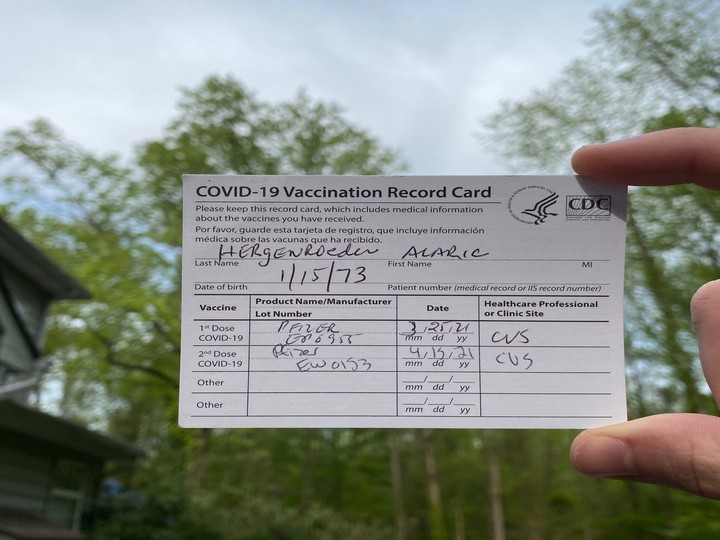 COVID-19 Vaccination Record Card
Please keep this record card, which includes medical information
about the vaccines you have received.
Por favor, guarde esta tarjeta de registro, que incluye información
médica sobre las vacunas que ha recibido.
HERGENROEDER ALARIC
Last Name First Name MI
1/15/73
Date of birth Patient number (medical record or IIS record number)
Vaccine Product Name/Manufacturer Date Healthcare Professional
Lot Number or Clinic Site
1st Dose PFIZER 3/25/21 CVS
COVID-19 mm dd yy
2nd Dose Pfizer 4/15/21 CVS
COVID-19 EW0153 mm dd yy
Other / /
mm dd yy
Other / /
mm dd yy
CDC